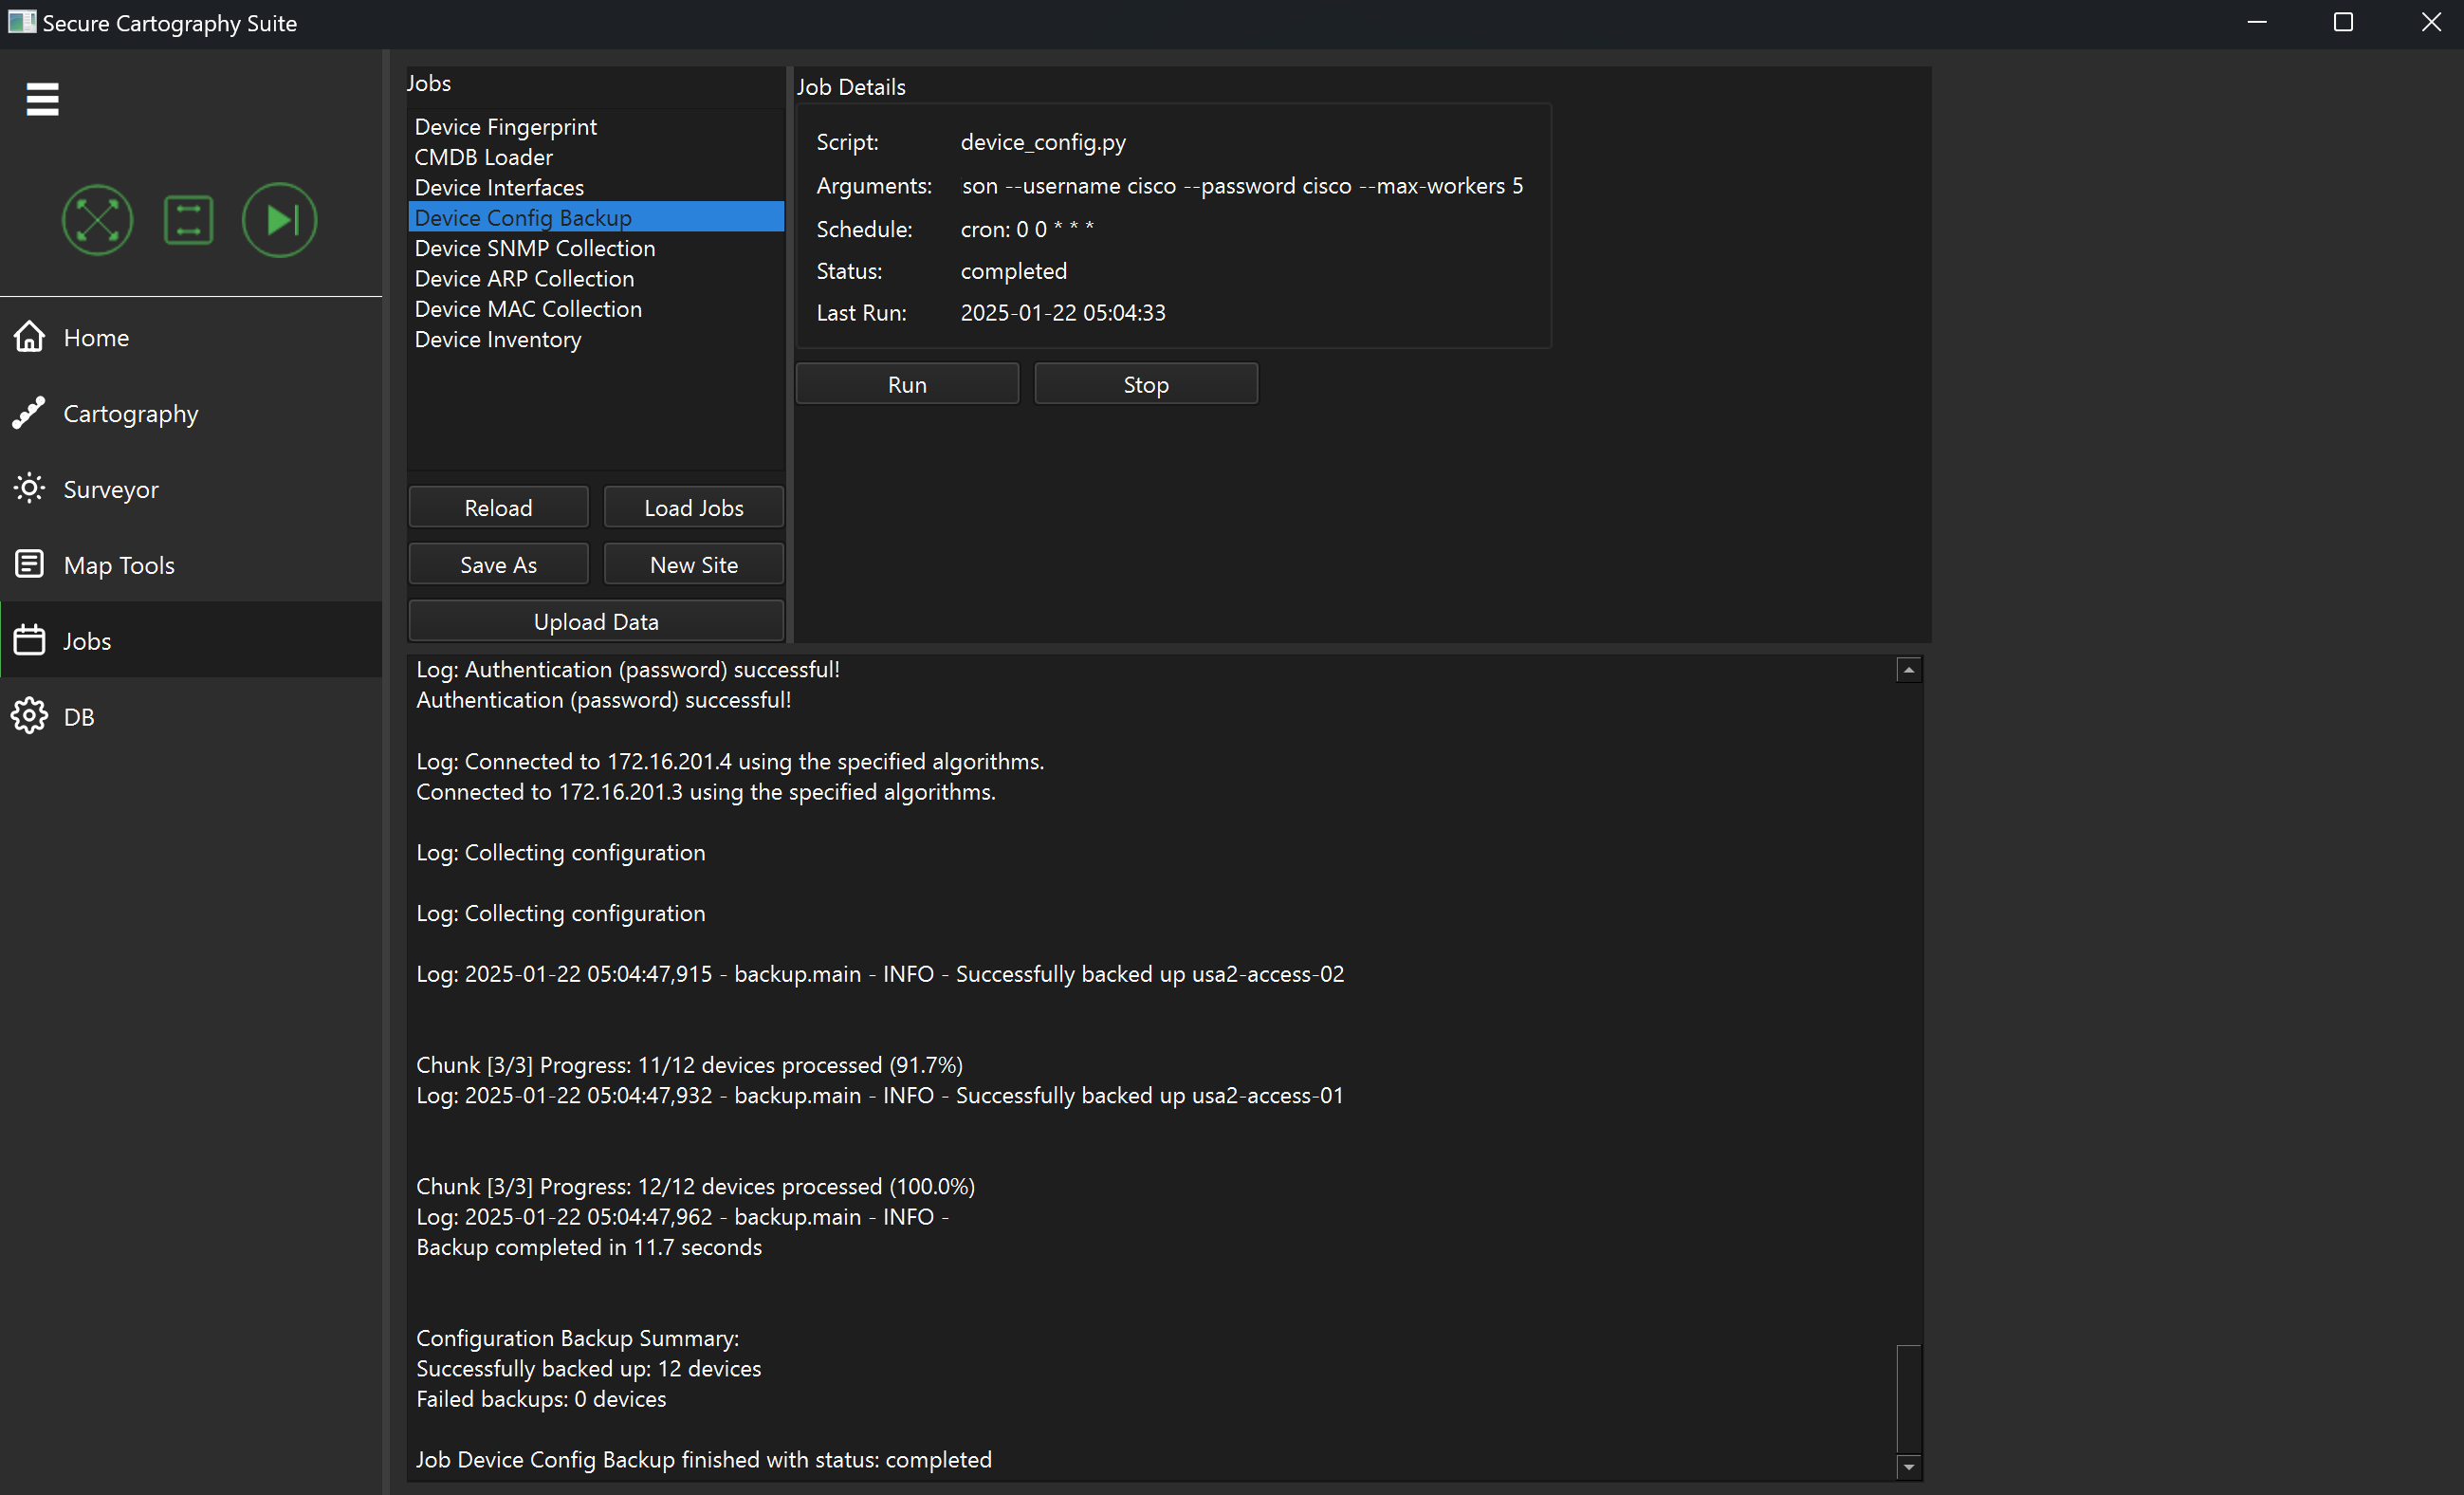 Secure Cartography Suite
Home
Cartography
Surveyor
Map Tools
Jobs
DB
Jobs
Device Fingerprint
CMDB Loader
Device Interfaces
Device Config Backup
Device SNMP Collection
Device ARP Collection
Device MAC Collection
Device Inventory
Reload Load Jobs
Save As New Site
Upload Data
Job Details
Script: device_config.py
Arguments: son --username cisco --password cisco --max-workers 5
Schedule: cron: 0 0 * * *
Status: completed
Last Run: 2025-01-22 05:04:33
Run Stop
Log: Authentication (password) successful!
Authentication (password) successful!
Log: Connected to 172.16.201.4 using the specified algorithms.
Connected to 172.16.201.3 using the specified algorithms.
Log: Collecting configuration
Log: Collecting configuration
Log: 2025-01-22 05:04:47,915 - backup.main - INFO - Successfully backed up usa2-access-02
Chunk [3/3] Progress: 11/12 devices processed (91.7%)
Log: 2025-01-22 05:04:47,932 - backup.main - INFO - Successfully backed up usa2-access-01
Chunk [3/3] Progress: 12/12 devices processed (100.0%)
Log: 2025-01-22 05:04:47,962 - backup.main - INFO -
Backup completed in 11.7 seconds
Configuration Backup Summary:
Successfully backed up: 12 devices
Failed backups: 0 devices
Job Device Config Backup finished with status: completed